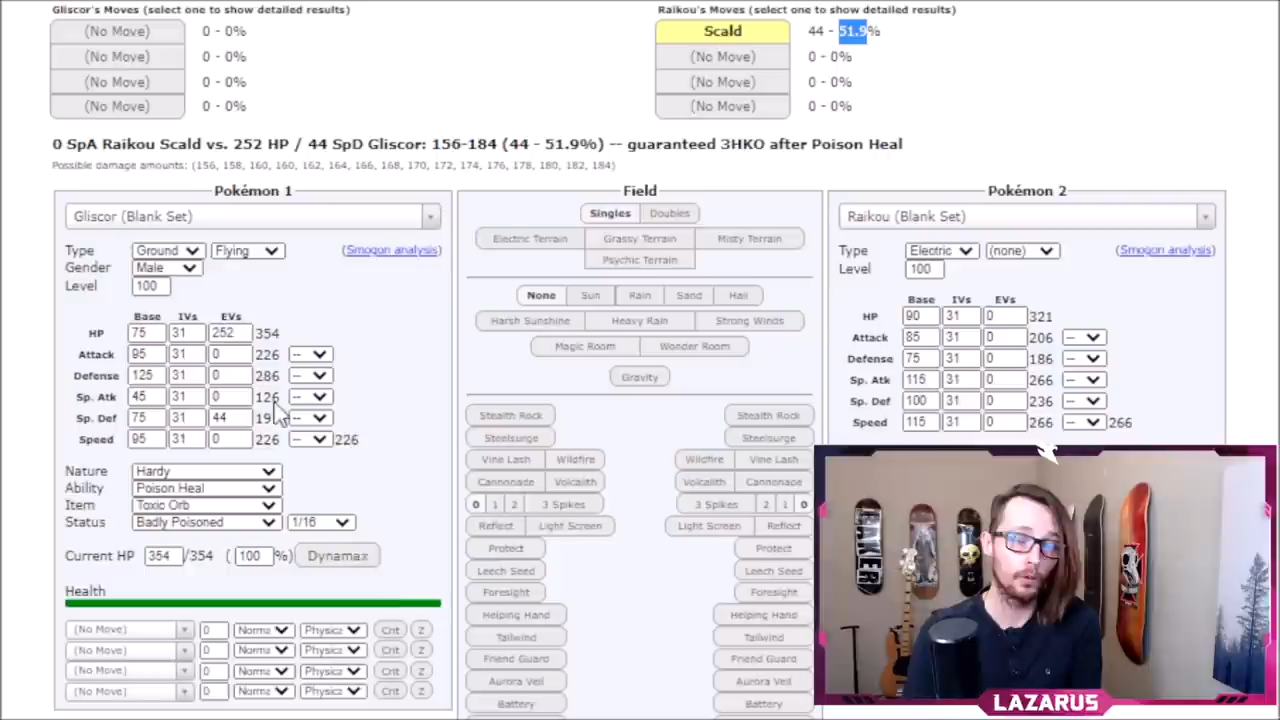 Gliscor's Moves (select one to show detailed results)
Raikou's Moves (select one to show detailed results)
(No Move) 0 - 0%
Scald 44 - 51.9%
(No Move) 0 - 0%
(No Move) 0 - 0%
(No Move) 0 - 0%
(No Move) 0 - 0%
(No Move) 0 - 0%
(No Move) 0 - 0%
0 SpA Raikou Scald vs. 252 HP / 44 SpD Gliscor: 156-184 (44 - 51.9%) -- guaranteed 3HKO after Poison Heal
Possible damage amounts: (156, 158, 160, 160, 162, 164, 166, 168, 170, 172, 174, 176, 178, 180, 182, 184)
Pokémon 1
Gliscor (Blank Set)
Type Ground Flying (Smogon analysis)
Gender Male
Level 100
Base IVs EVs
HP 75 31 252 354
Attack 95 31 0 226 --
Defense 125 31 0 286 --
Sp. Atk 45 31 0 126 --
Sp. Def 75 31 44 --
Speed 95 31 0 226 -- 226
Nature Hardy
Ability Poison Heal
Item Toxic Orb
Status Badly Poisoned 1/16
Current HP 354/354 (100 %) Dynamax
Health
(No Move) 0 Crit Z
(No Move) 0 Crit Z
(No Move) 0 Crit Z
(No Move) 0 Crit Z
Field
Singles Doubles
Electric Terrain Grassy Terrain Misty Terrain
Psychic Terrain
None Sun Rain Sand Hail
Harsh Sunshine Heavy Rain Strong Winds
Magic Room Wonder Room
Gravity
Stealth Rock Stealth Rock
Steelsurge Steelsurge
Vine Lash Wildfire Wildfire Vine Lash
Cannonade Volcalith Volcalith Cannonade
0 1 2 3 Spikes 3 Spikes 2 1 0
Reflect Light Screen Light Screen Reflect
Protect Protect
Leech Seed Leech Seed
Foresight Foresight
Helping Hand Helping Hand
Tailwind Tailwind
Friend Guard Friend Guard
Aurora Veil Aurora Veil
Battery Battery
Pokémon 2
Raikou (Blank Set)
Type Electric (none) (Smogon analysis)
Level 100
Base IVs EVs
HP 90 31 0 321
Attack 85 31 0 206 --
Defense 75 31 0 186 --
Sp. Atk 115 31 0 266 --
Sp. Def 100 31 0 236 --
Speed 115 31 0 266 -- 266
LAZARUS